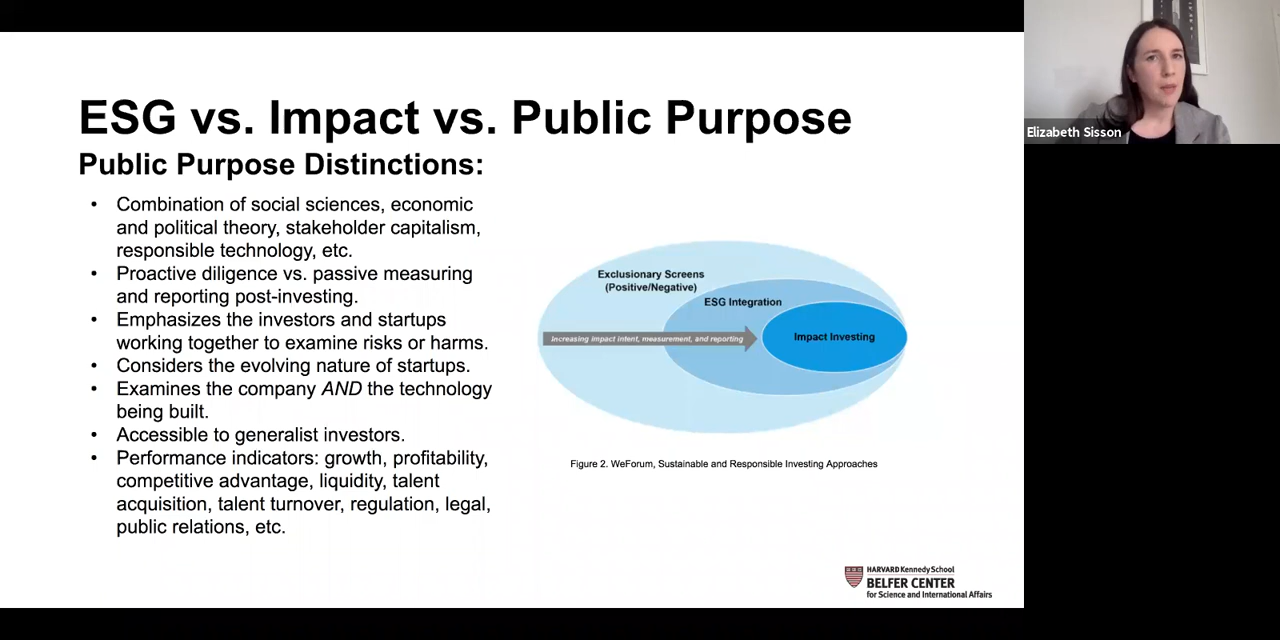 ESG vs. Impact vs. Public Purpose
Public Purpose Distinctions:
• Combination of social sciences, economic
and political theory, stakeholder capitalism,
responsible technology, etc.
• Proactive diligence vs. passive measuring
and reporting post-investing.
• Emphasizes the investors and startups
working together to examine risks or harms.
• Considers the evolving nature of startups.
• Examines the company AND the technology
being built.
• Accessible to generalist investors.
• Performance indicators: growth, profitability,
competitive advantage, liquidity, talent
acquisition, talent turnover, regulation, legal,
public relations, etc.
Exclusionary Screens
(Positive/Negative)
ESG Integration
Increasing impact intent, measurement, and reporting
Impact Investing
Figure 2. WeForum, Sustainable and Responsible Investing Approaches
HARVARD Kennedy School
BELFER CENTER
for Science and International Affairs
Elizabeth Sisson